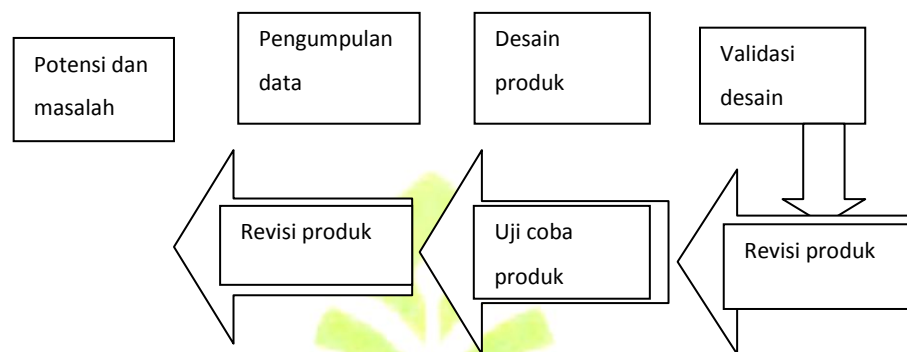 Potensi dan
masalah
Pengumpulan
data
Desain
produk
Validasi
desain
Revisi produk
Uji coba
produk
Revisi produk